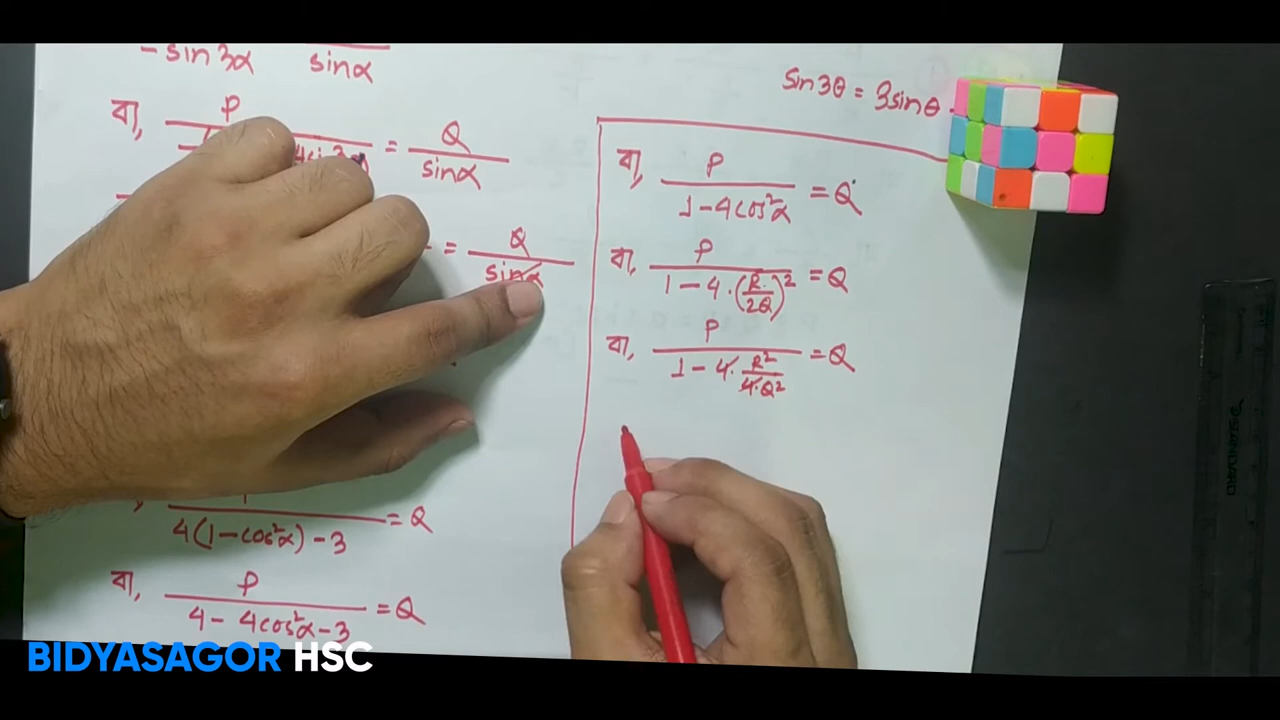 - sin3α sinα
sin3θ = 3sinθ
বা, P = Q
sinα
= Q
sinα
4(1-cos²α) - 3 = Q
বা, P = Q
4 - 4cos²α - 3
বা, P = Q
1 - 4cos²α
বা, P = Q
1 - 4·(R/2Q)²
বা, P = Q
1 - 4·R²
4·Q²
BIDYASAGOR HSC